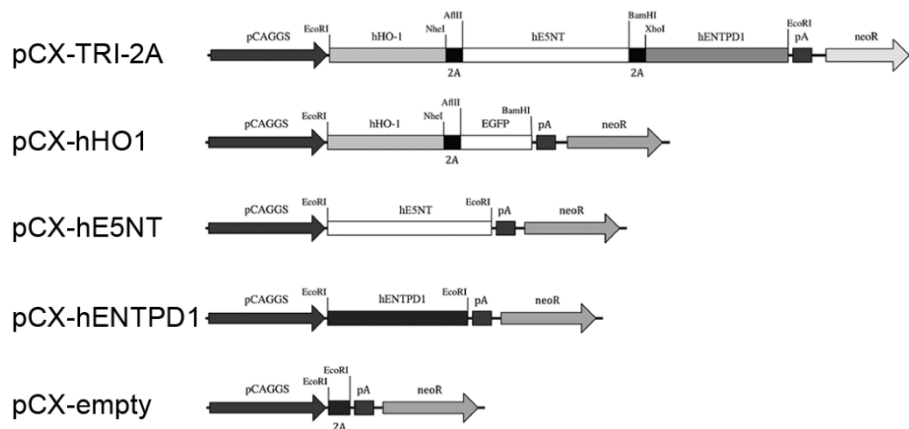 pCX-TRI-2A
pCAGGS EcoRI hHO-1 NheI AflII hE5NT BamHI XhoI hENTPD1 EcoRI pA neoR
2A 2A
pCX-hHO1
pCAGGS EcoRI hHO-1 NheI AflII EGFP BamHI pA neoR
2A
pCX-hE5NT
pCAGGS EcoRI hE5NT EcoRI pA neoR
pCX-hENTPD1
pCAGGS EcoRI hENTPD1 EcoRI pA neoR
pCX-empty
pCAGGS EcoRI EcoRI pA neoR
2A